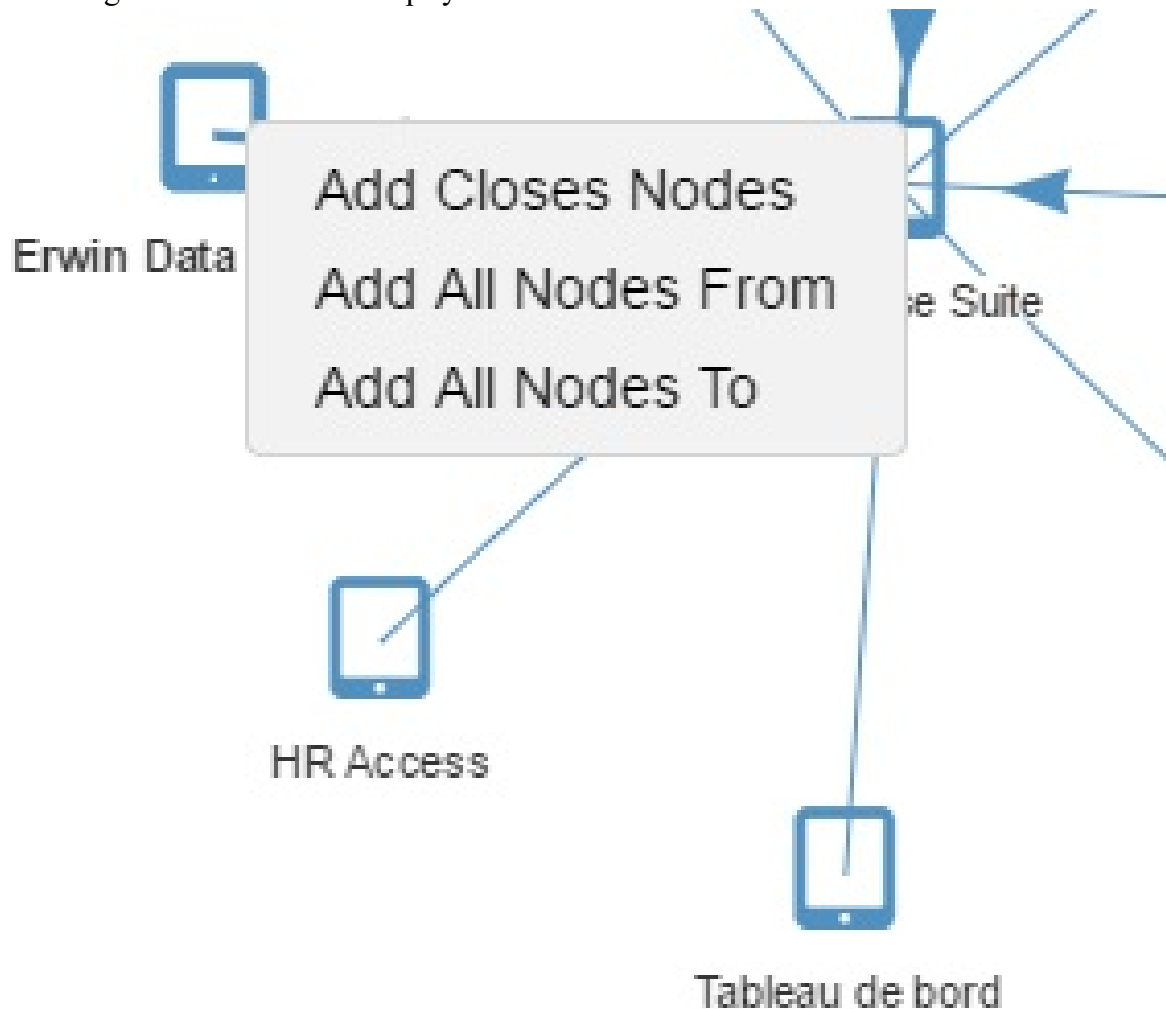 Add Closes Nodes
Erwin Data
Add All Nodes From
Suite
Add All Nodes To
HR Access
Tableau de bord